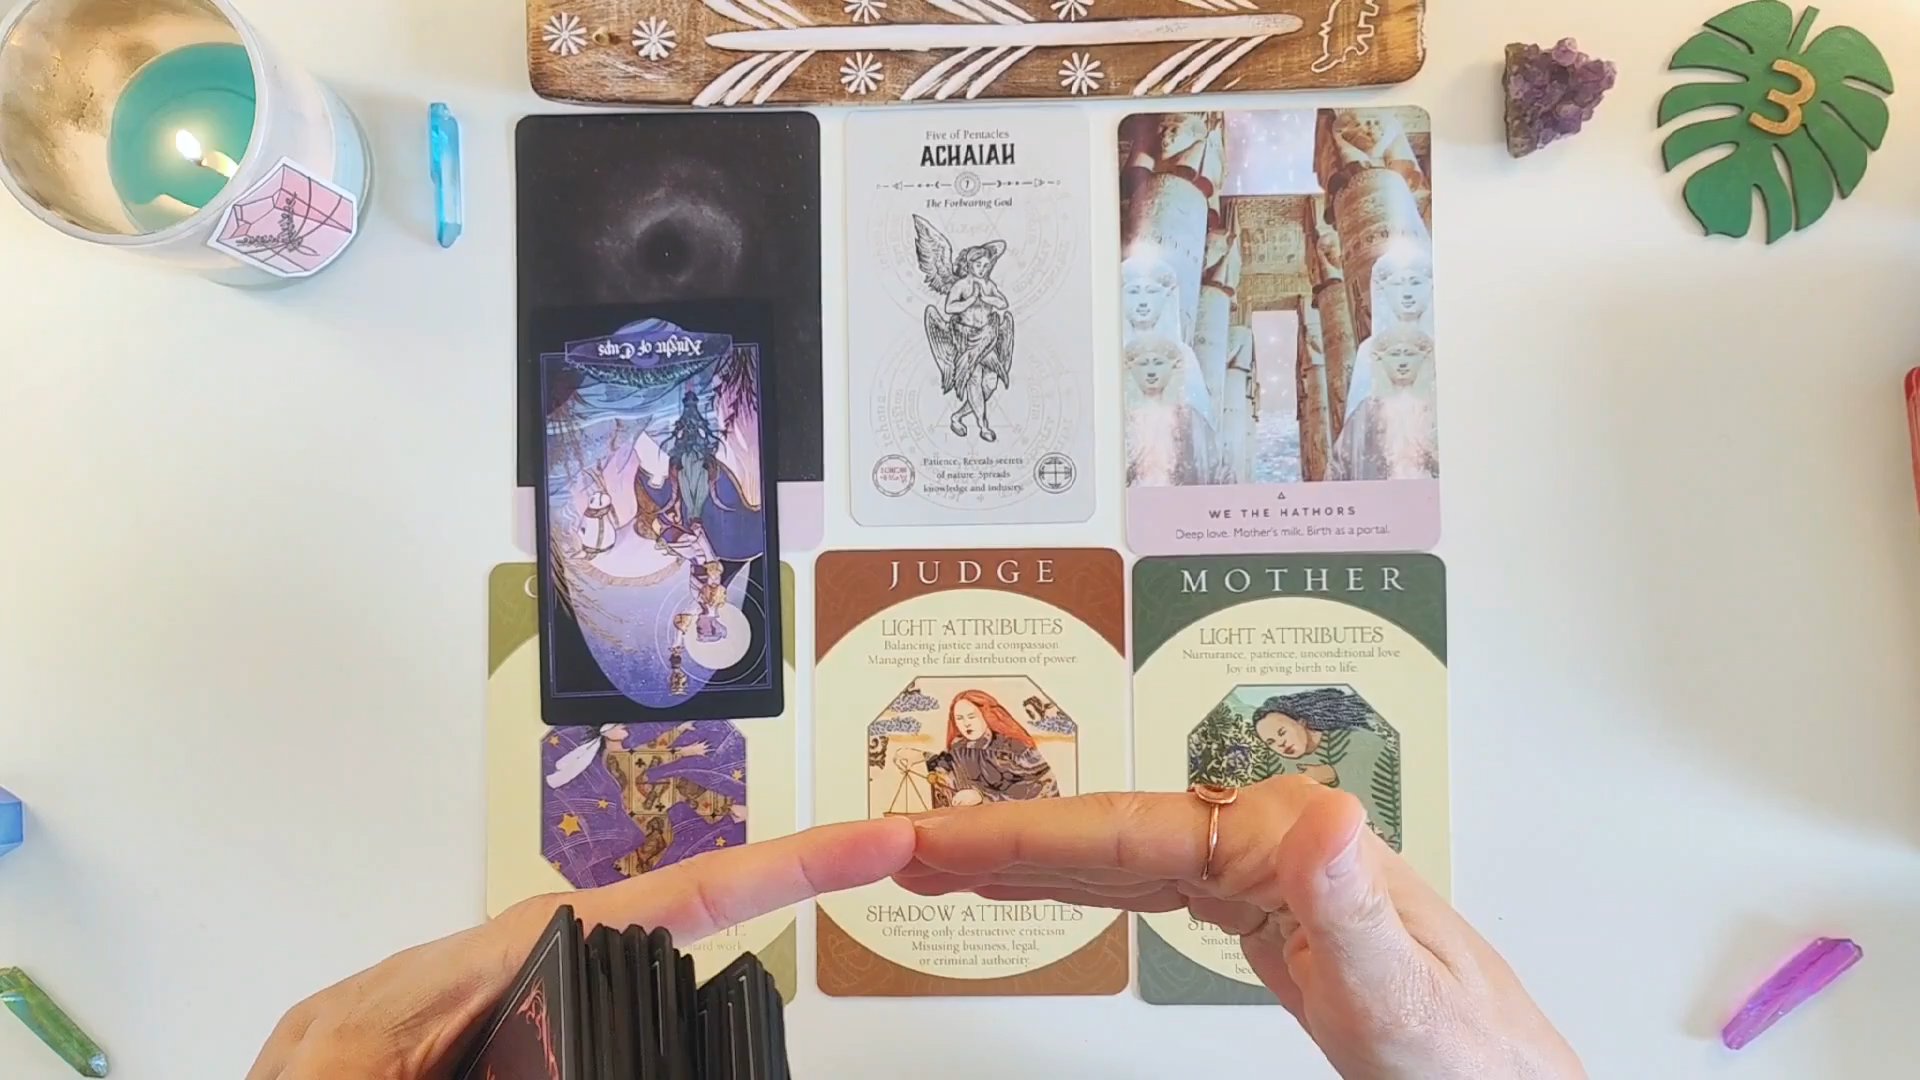 3
Five of Pentacles
ACHAIAH
The Forbearing God
Patience. Reveals secrets
of nature. Spreads
knowledge and industry.
WE THE HATHORS
Deep love. Mother's milk. Birth as a portal.
Knight of Cups
JUDGE
LIGHT ATTRIBUTES
Balancing justice and compassion
Managing the fair distribution of power.
SHADOW ATTRIBUTES
Offering only destructive criticism
Misusing business, legal,
or criminal authority.
MOTHER
LIGHT ATTRIBUTES
Nurturance, patience, unconditional love
Joy in giving birth to life.
hard work